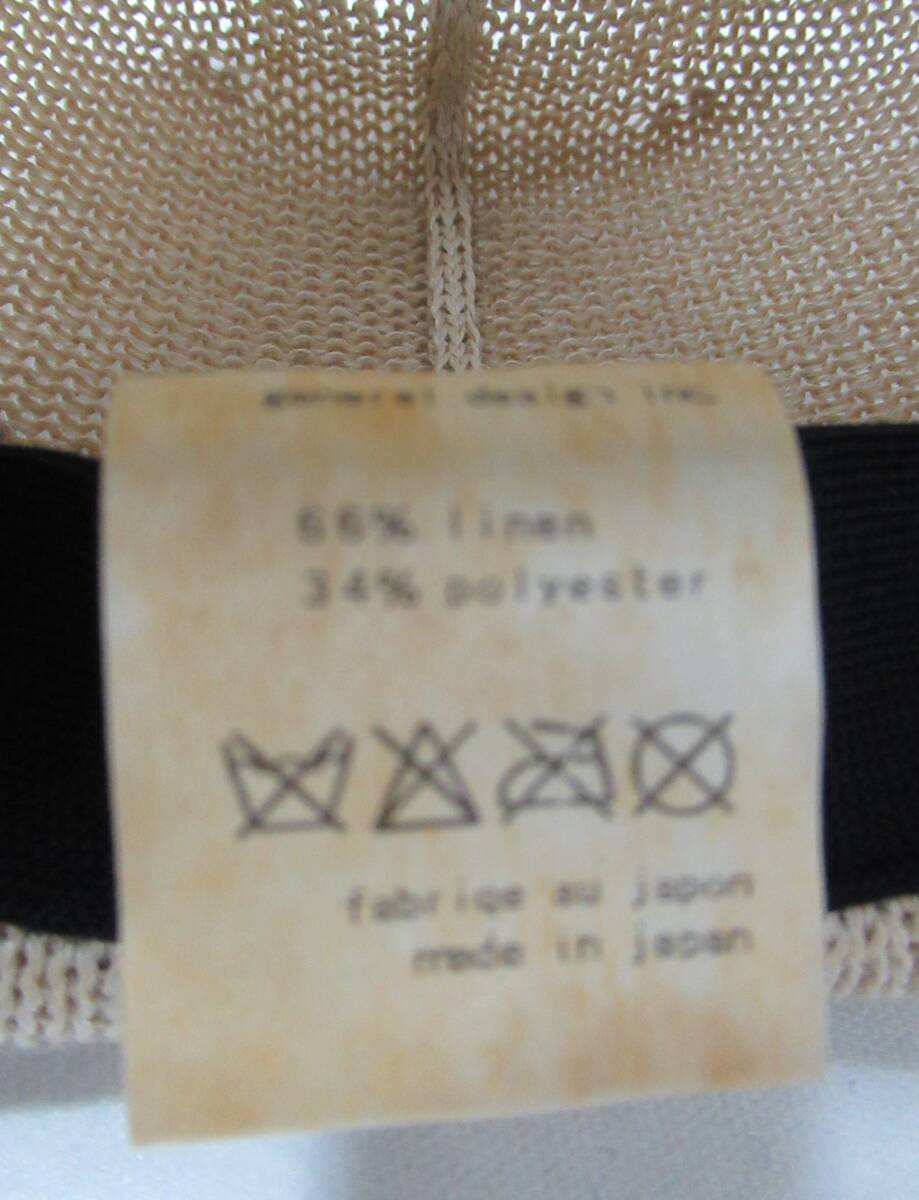 general design inc.
66% linen
34% polyester
fabriqe au japon
made in japan